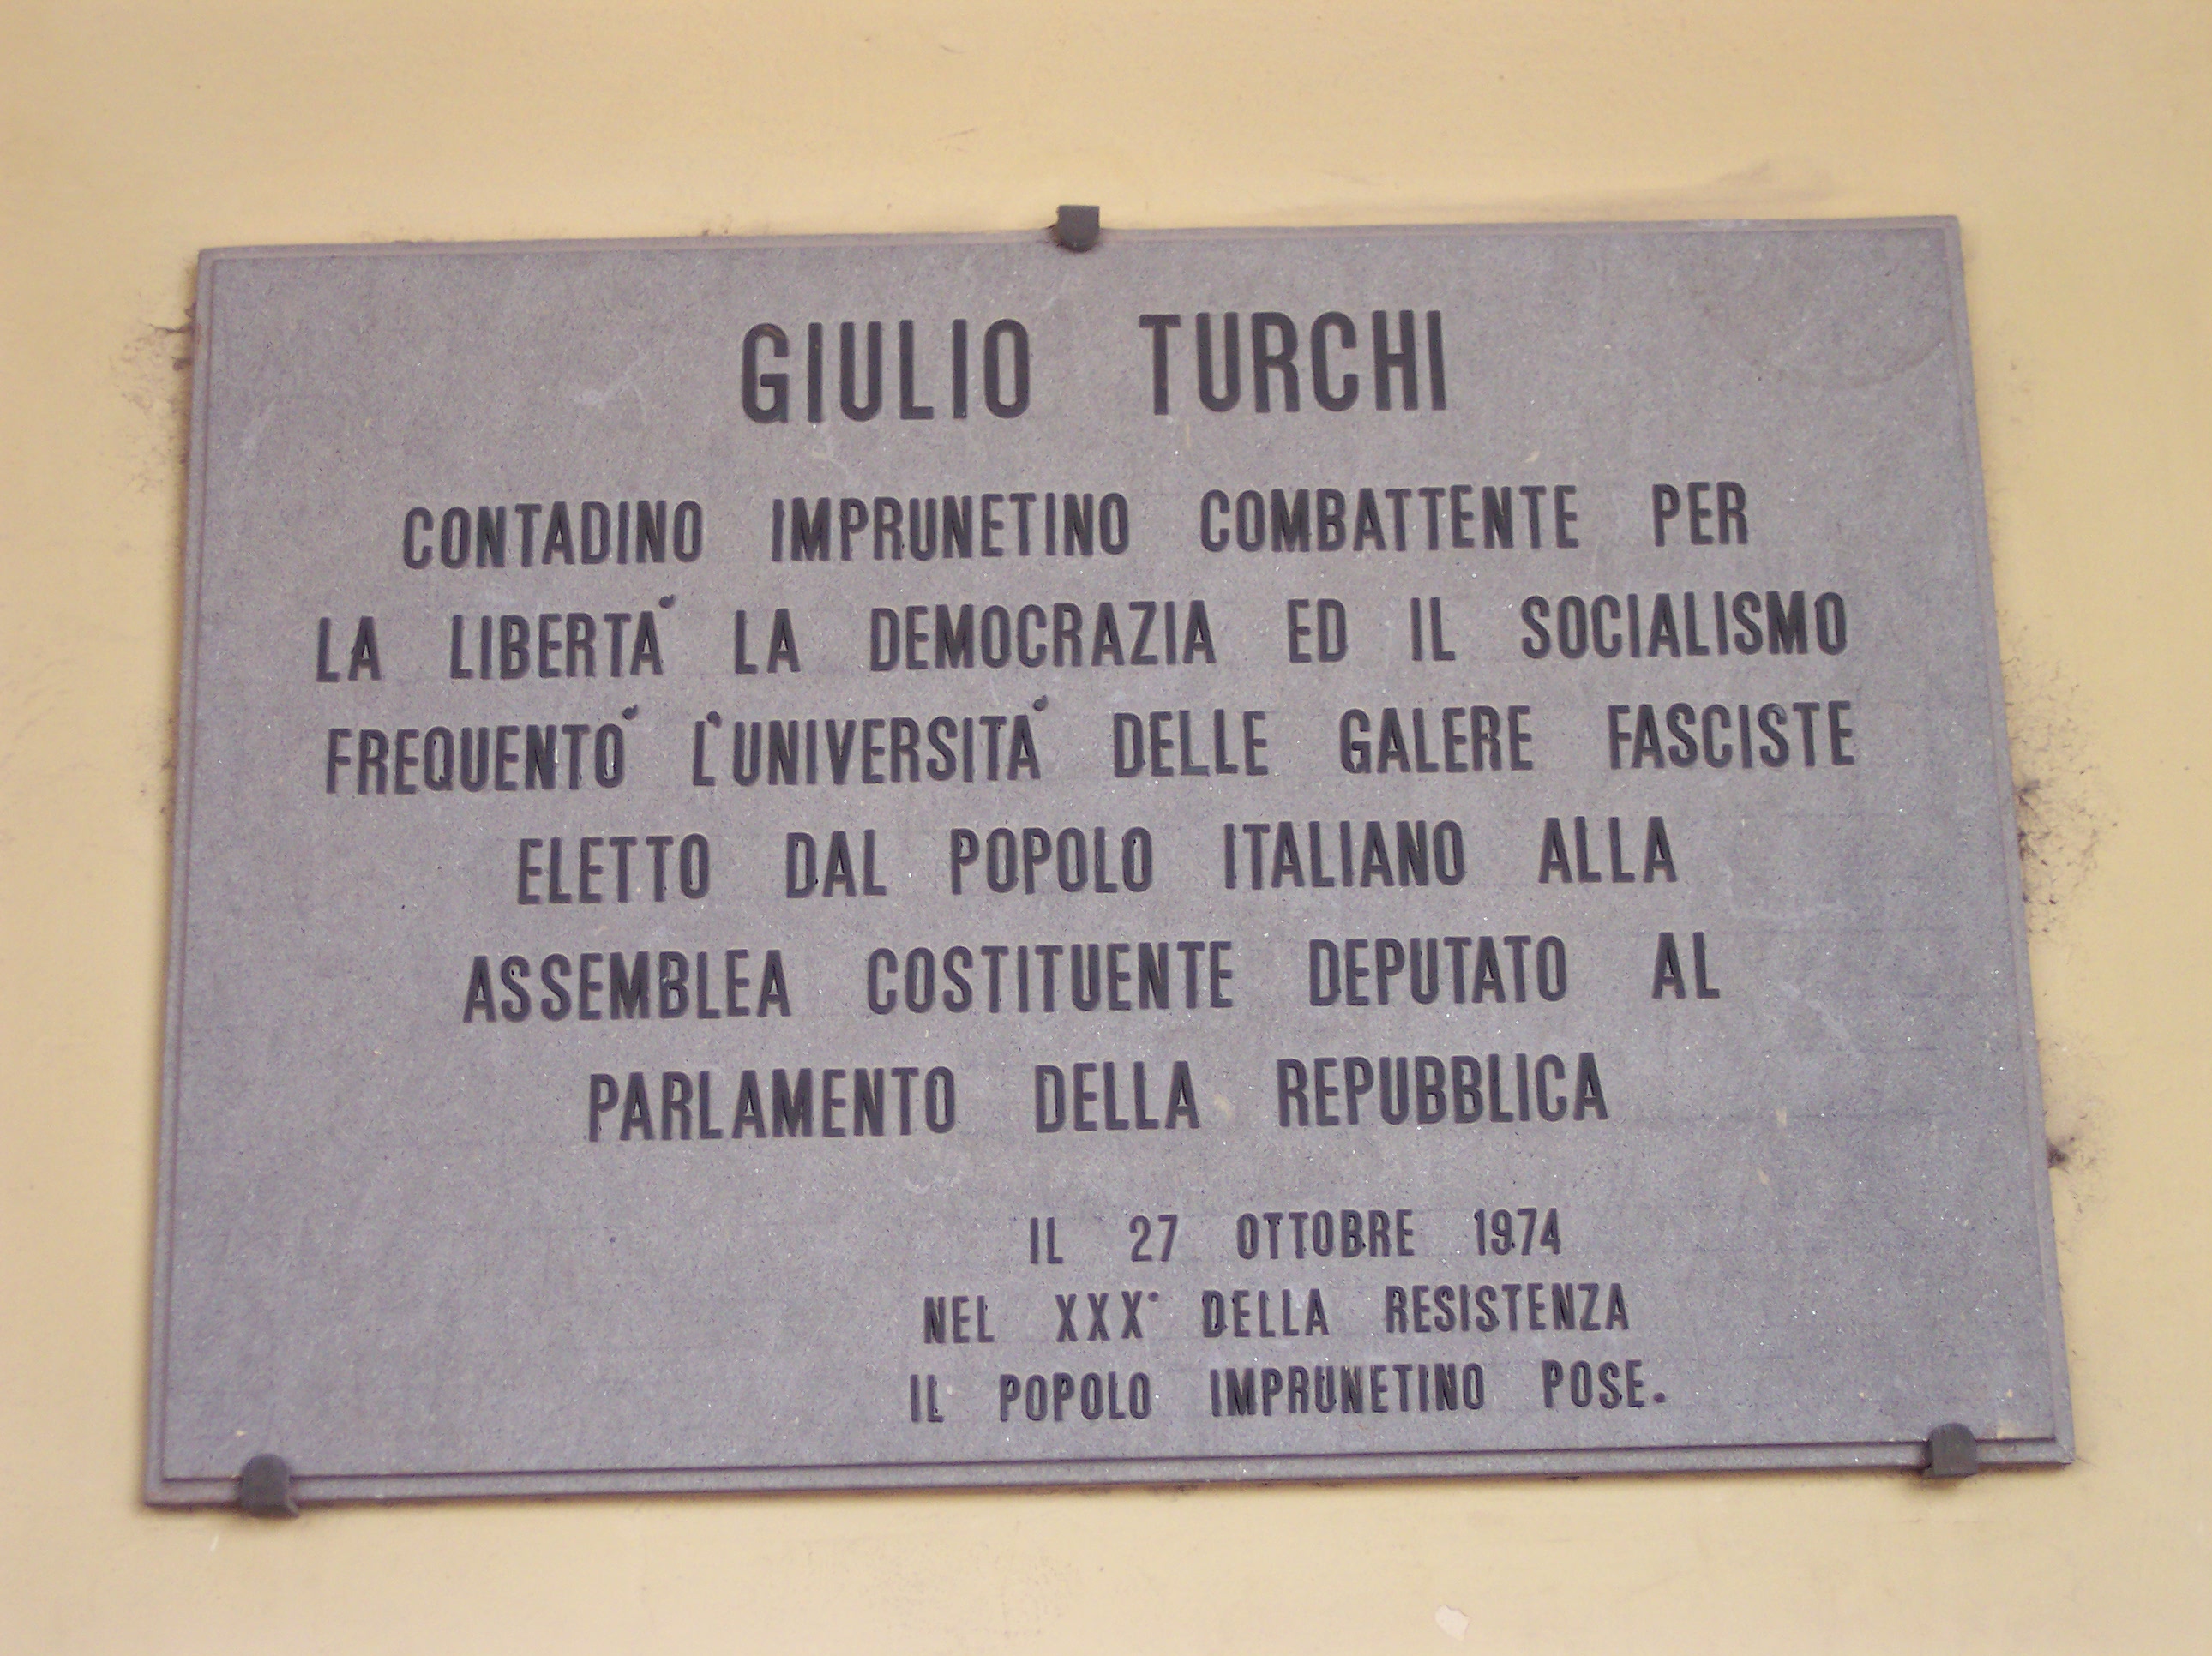 GIULIO TURCHI
CONTADINO IMPRUNETINO COMBATTENTE PER
LA LIBERTA' LA DEMOCRAZIA ED IL SOCIALISMO
FREQUENTO' L'UNIVERSITA' DELLE GALERE FASCISTE
ELETTO DAL POPOLO ITALIANO ALLA
ASSEMBLEA COSTITUENTE DEPUTATO AL
PARLAMENTO DELLA REPUBBLICA
IL 27 OTTOBRE 1974
NEL XXX° DELLA RESISTENZA
IL POPOLO IMPRUNETINO POSE.